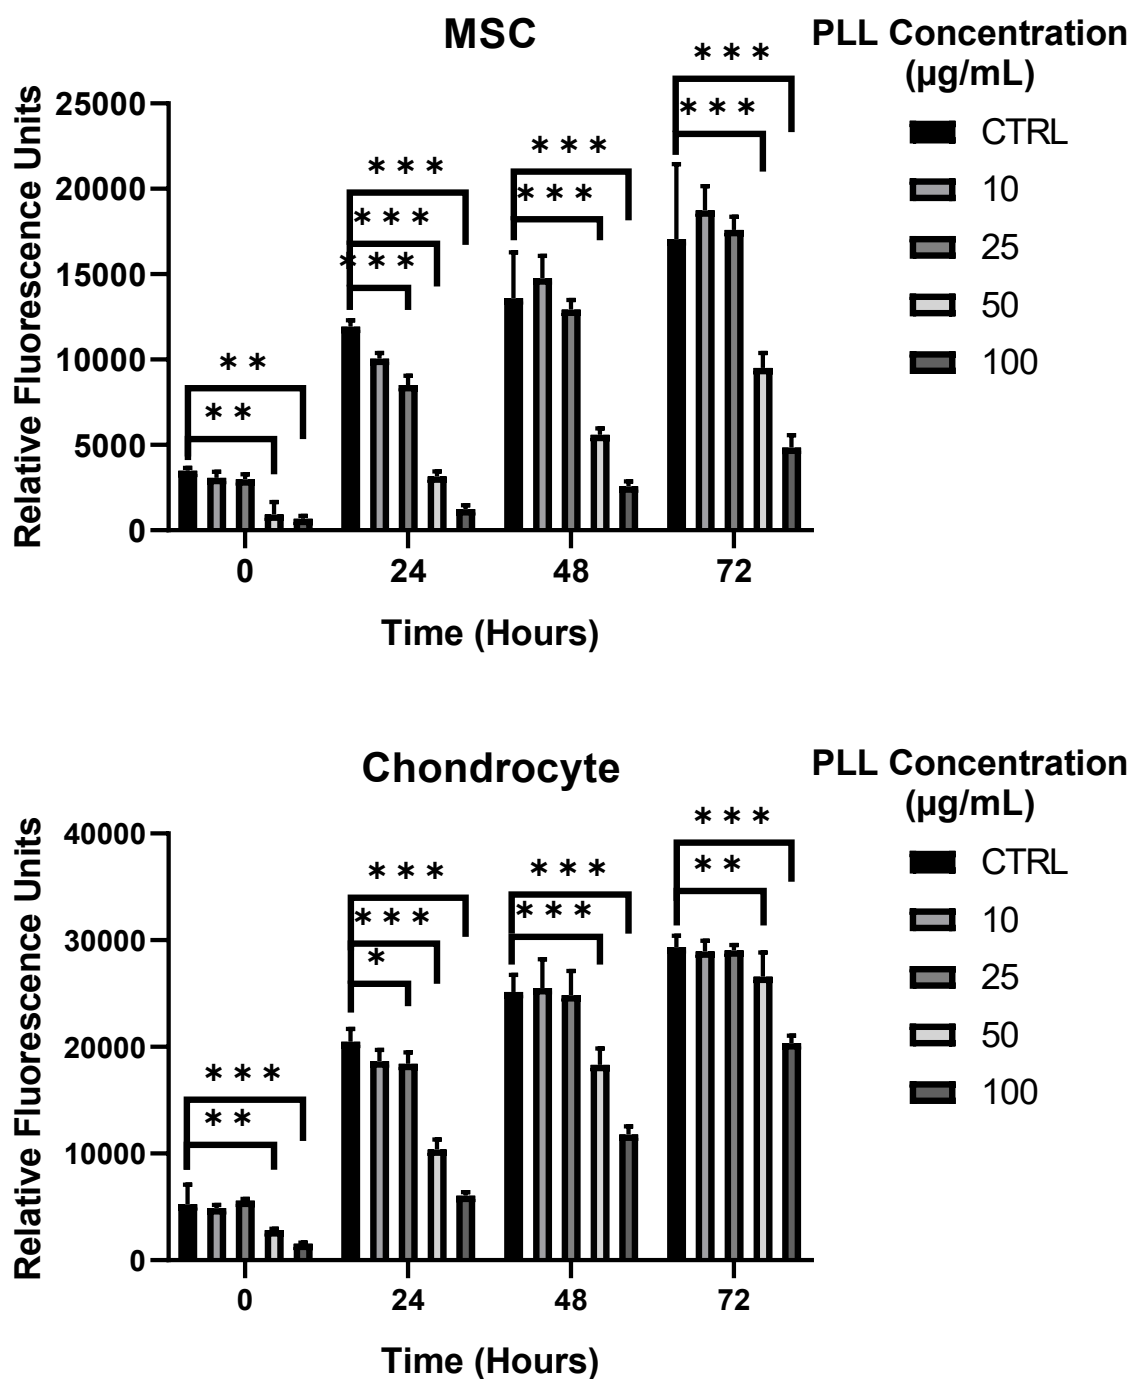 MSC
PLL Concentration
(µg/mL)
CTRL
10
25
50
100
Relative Fluorescence Units
25000
20000
15000
10000
5000
0
* * *
* * *
* * *
* * *
* * *
* * *
* * *
* *
* *
0 24 48 72
Time (Hours)
Chondrocyte
PLL Concentration
(µg/mL)
CTRL
10
25
50
100
Relative Fluorescence Units
40000
30000
20000
10000
0
* * *
* *
* * *
* * *
* * *
* * *
*
* * *
* *
0 24 48 72
Time (Hours)